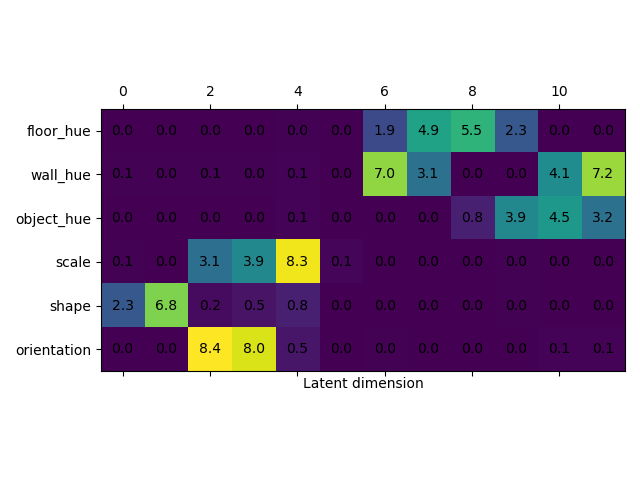 0 2 4 6 8 10
floor_hue 0.0 0.0 0.0 0.0 0.0 0.0 1.9 4.9 5.5 2.3 0.0 0.0
wall_hue 0.1 0.0 0.1 0.0 0.1 0.0 7.0 3.1 0.0 0.0 4.1 7.2
object_hue 0.0 0.0 0.0 0.0 0.1 0.0 0.0 0.0 0.8 3.9 4.5 3.2
scale 0.1 0.0 3.1 3.9 8.3 0.1 0.0 0.0 0.0 0.0 0.0 0.0
shape 2.3 6.8 0.2 0.5 0.8 0.0 0.0 0.0 0.0 0.0 0.0 0.0
orientation 0.0 0.0 8.4 8.0 0.5 0.0 0.0 0.0 0.0 0.0 0.1 0.1
Latent dimension